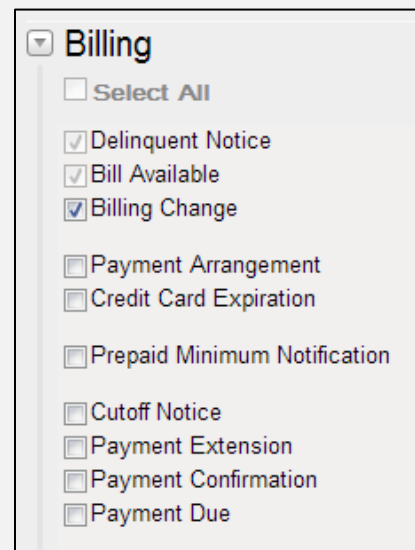 Billing
Select All
Delinquent Notice
Bill Available
Billing Change
Payment Arrangement
Credit Card Expiration
Prepaid Minimum Notification
Cutoff Notice
Payment Extension
Payment Confirmation
Payment Due